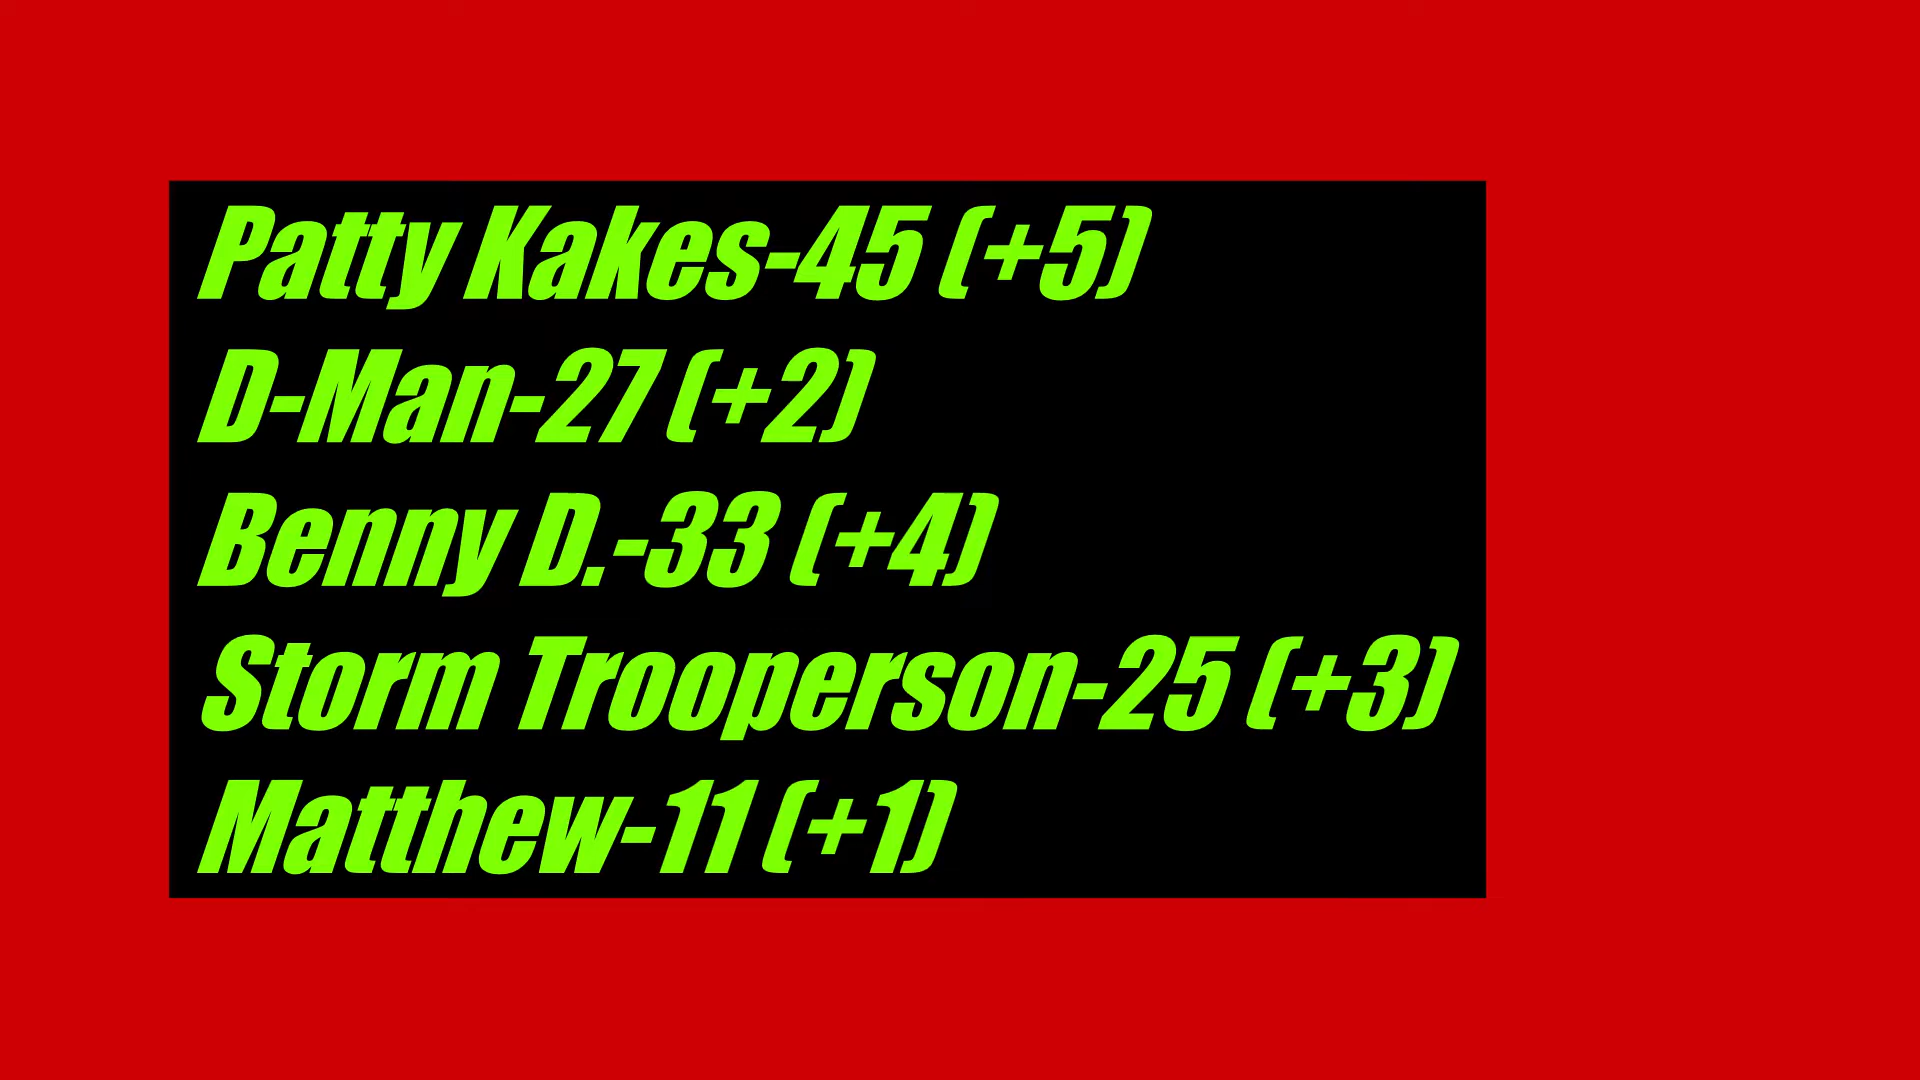 Patty Kakes-45 (+5)
D-Man-27 (+2)
Benny D.-33 (+4)
Storm Trooperson-25 (+3)
Matthew-11 (+1)